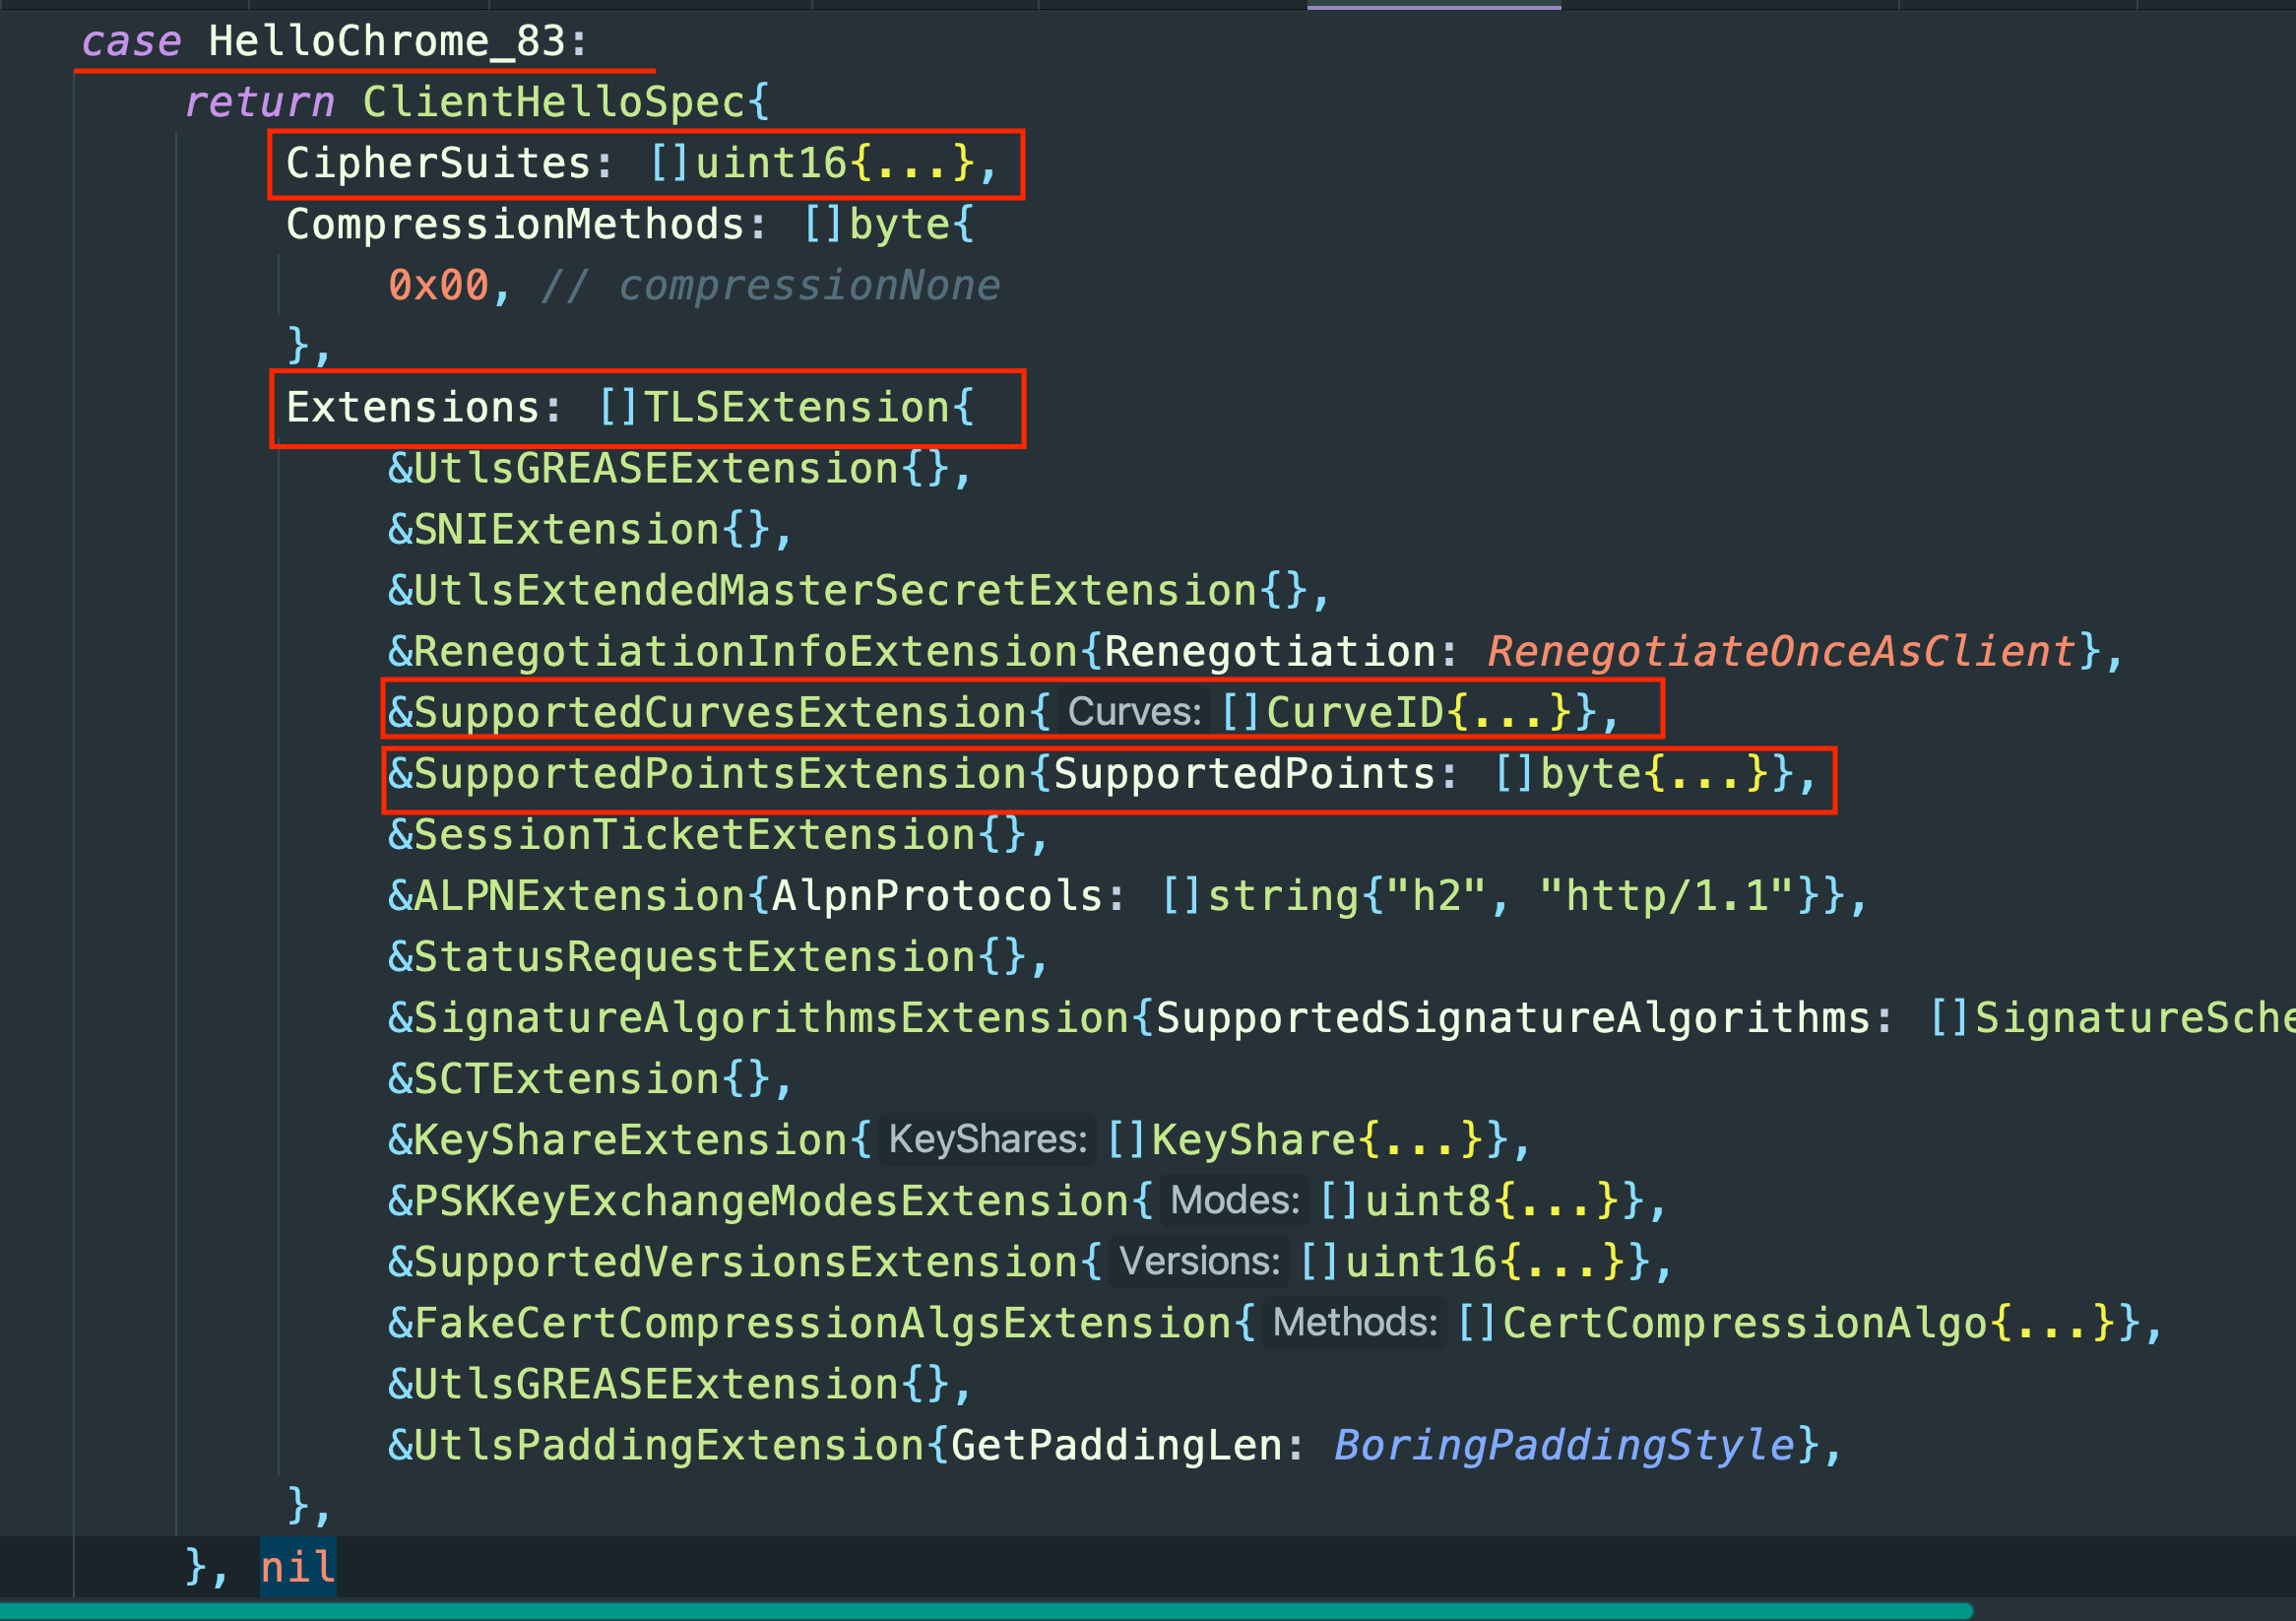 case HelloChrome_83:
return ClientHelloSpec{
CipherSuites: []uint16{...},
CompressionMethods: []byte{
0x00, // compressionNone
},
Extensions: []TLSExtension{
&UtlsGREASEExtension{},
&SNIExtension{},
&UtlsExtendedMasterSecretExtension{},
&RenegotiationInfoExtension{Renegotiation: RenegotiateOnceAsClient},
&SupportedCurvesExtension{ Curves: []CurveID{...}},
&SupportedPointsExtension{SupportedPoints: []byte{...}},
&SessionTicketExtension{},
&ALPNExtension{AlpnProtocols: []string{"h2", "http/1.1"}},
&StatusRequestExtension{},
&SignatureAlgorithmsExtension{SupportedSignatureAlgorithms: []SignatureSche
&SCTExtension{},
&KeyShareExtension{ KeyShares: []KeyShare{...}},
&PSKKeyExchangeModesExtension{ Modes: []uint8{...}},
&SupportedVersionsExtension{ Versions: []uint16{...}},
&FakeCertCompressionAlgsExtension{ Methods: []CertCompressionAlgo{...}},
&UtlsGREASEExtension{},
&UtlsPaddingExtension{GetPaddingLen: BoringPaddingStyle},
},
}, nil